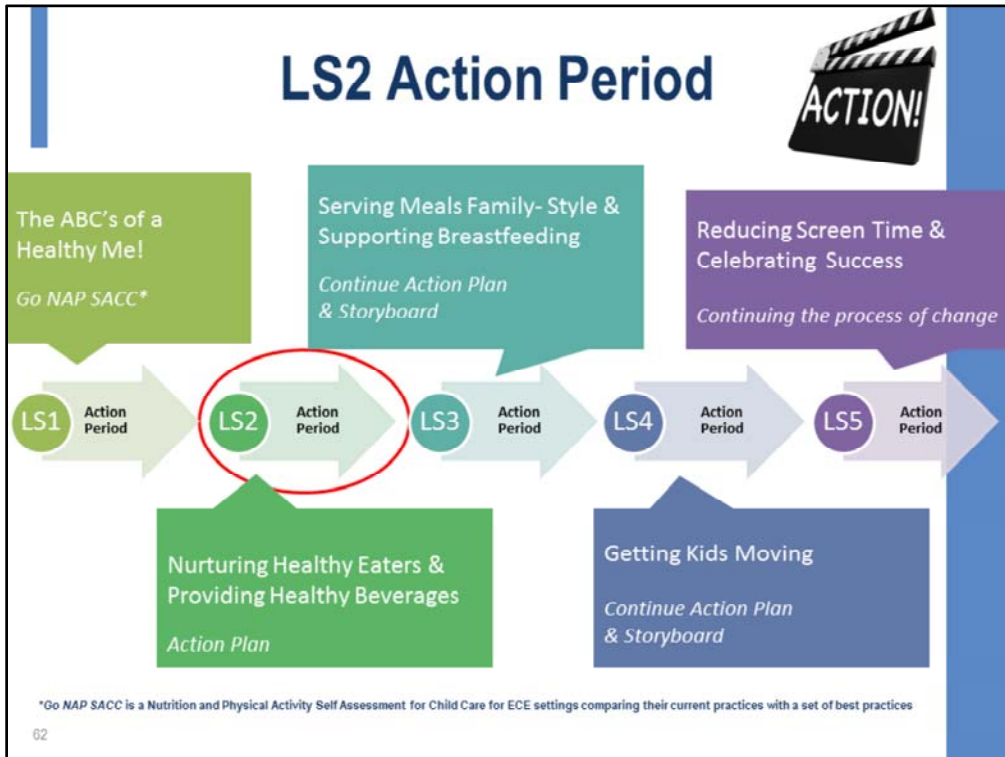 LS2 Action Period
ACTION!
The ABC's of a
Healthy Me!
Go NAP SACC*
Serving Meals Family- Style &
Supporting Breastfeeding
Continue Action Plan
& Storyboard
Reducing Screen Time &
Celebrating Success
Continuing the process of change
LS1
Action
Period
LS2
Action
Period
LS3
Action
Period
LS4
Action
Period
LS5
Action
Period
Nurturing Healthy Eaters &
Providing Healthy Beverages
Action Plan
Getting Kids Moving
Continue Action Plan
& Storyboard
*Go NAP SACC is a Nutrition and Physical Activity Self Assessment for Child Care for ECE settings comparing their current practices with a set of best practices
62